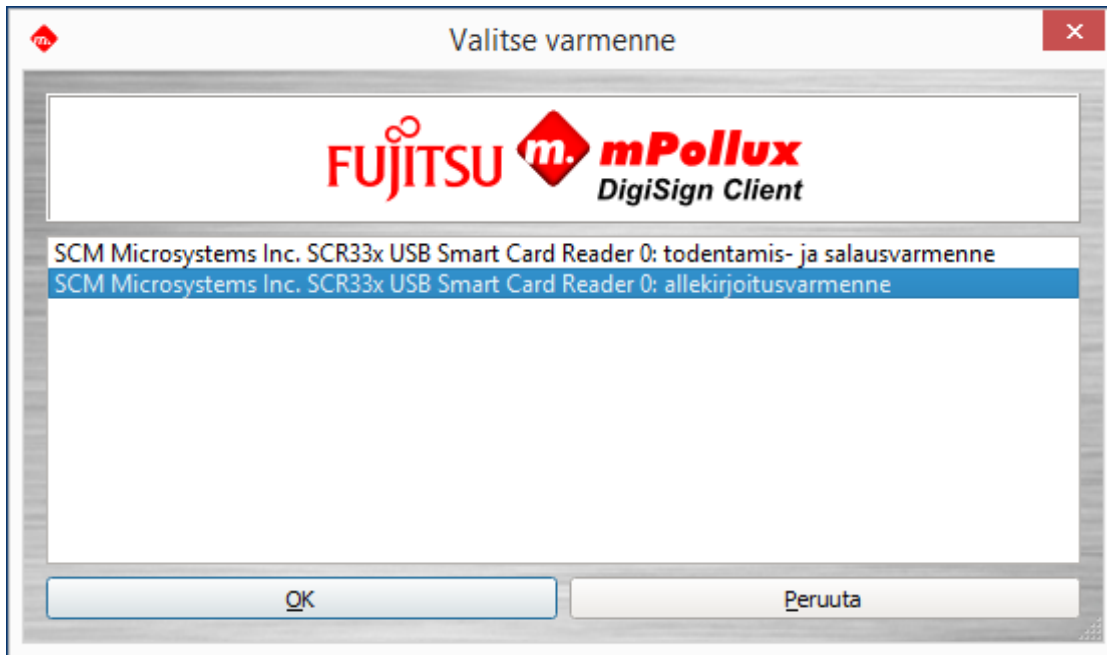 Valitse varmenne
FUJITSU m. mPollux
DigiSign Client
SCM Microsystems Inc. SCR33x USB Smart Card Reader 0: todentamis- ja salausvarmenne
SCM Microsystems Inc. SCR33x USB Smart Card Reader 0: allekirjoitusvarmenne
OK Peruuta